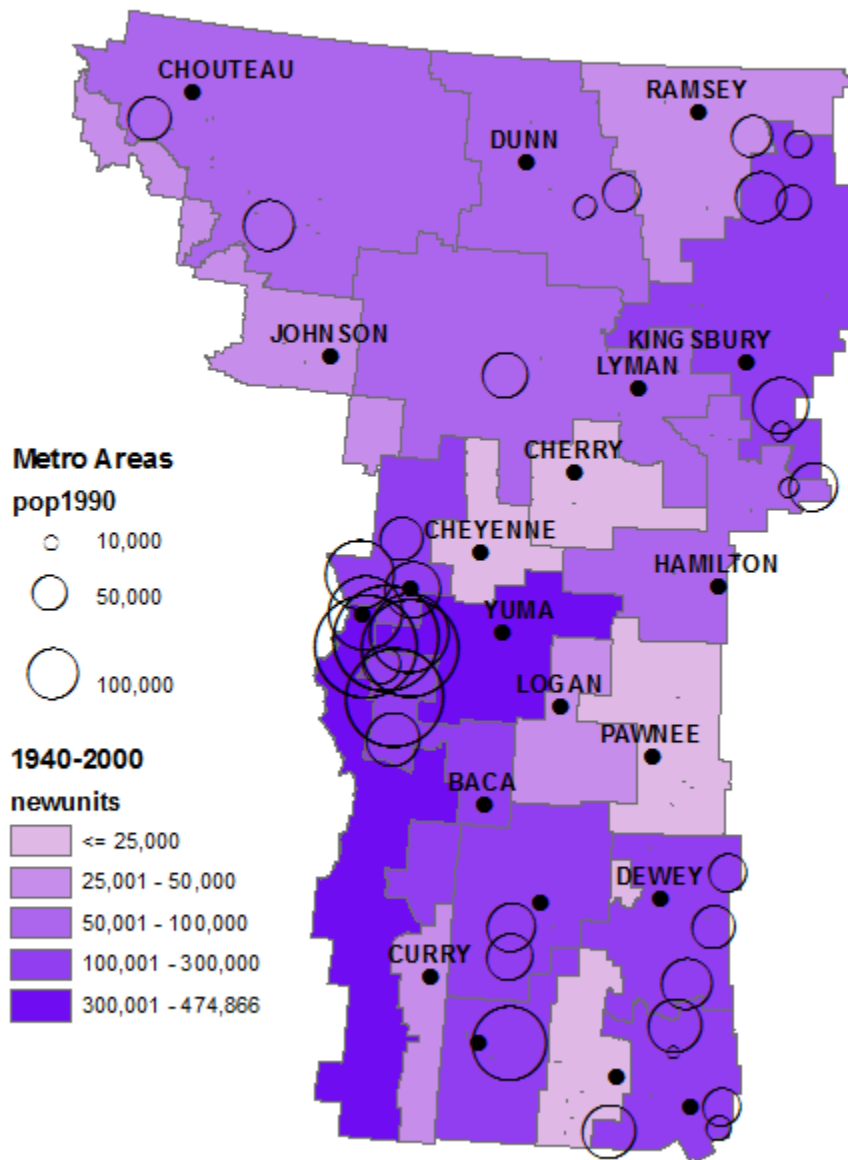 CHOUTEAU
RAMSEY
DUNN
JOHNSON
KINGSBURY
LYMAN
CHERRY
CHEYENNE
HAMILTON
YUMA
LOGAN
PAWNEE
BACA
DEWEY
CURRY
Metro Areas
pop1990
10,000
50,000
100,000
1940-2000
newunits
<= 25,000
25,001 - 50,000
50,001 - 100,000
100,001 - 300,000
300,001 - 474,866